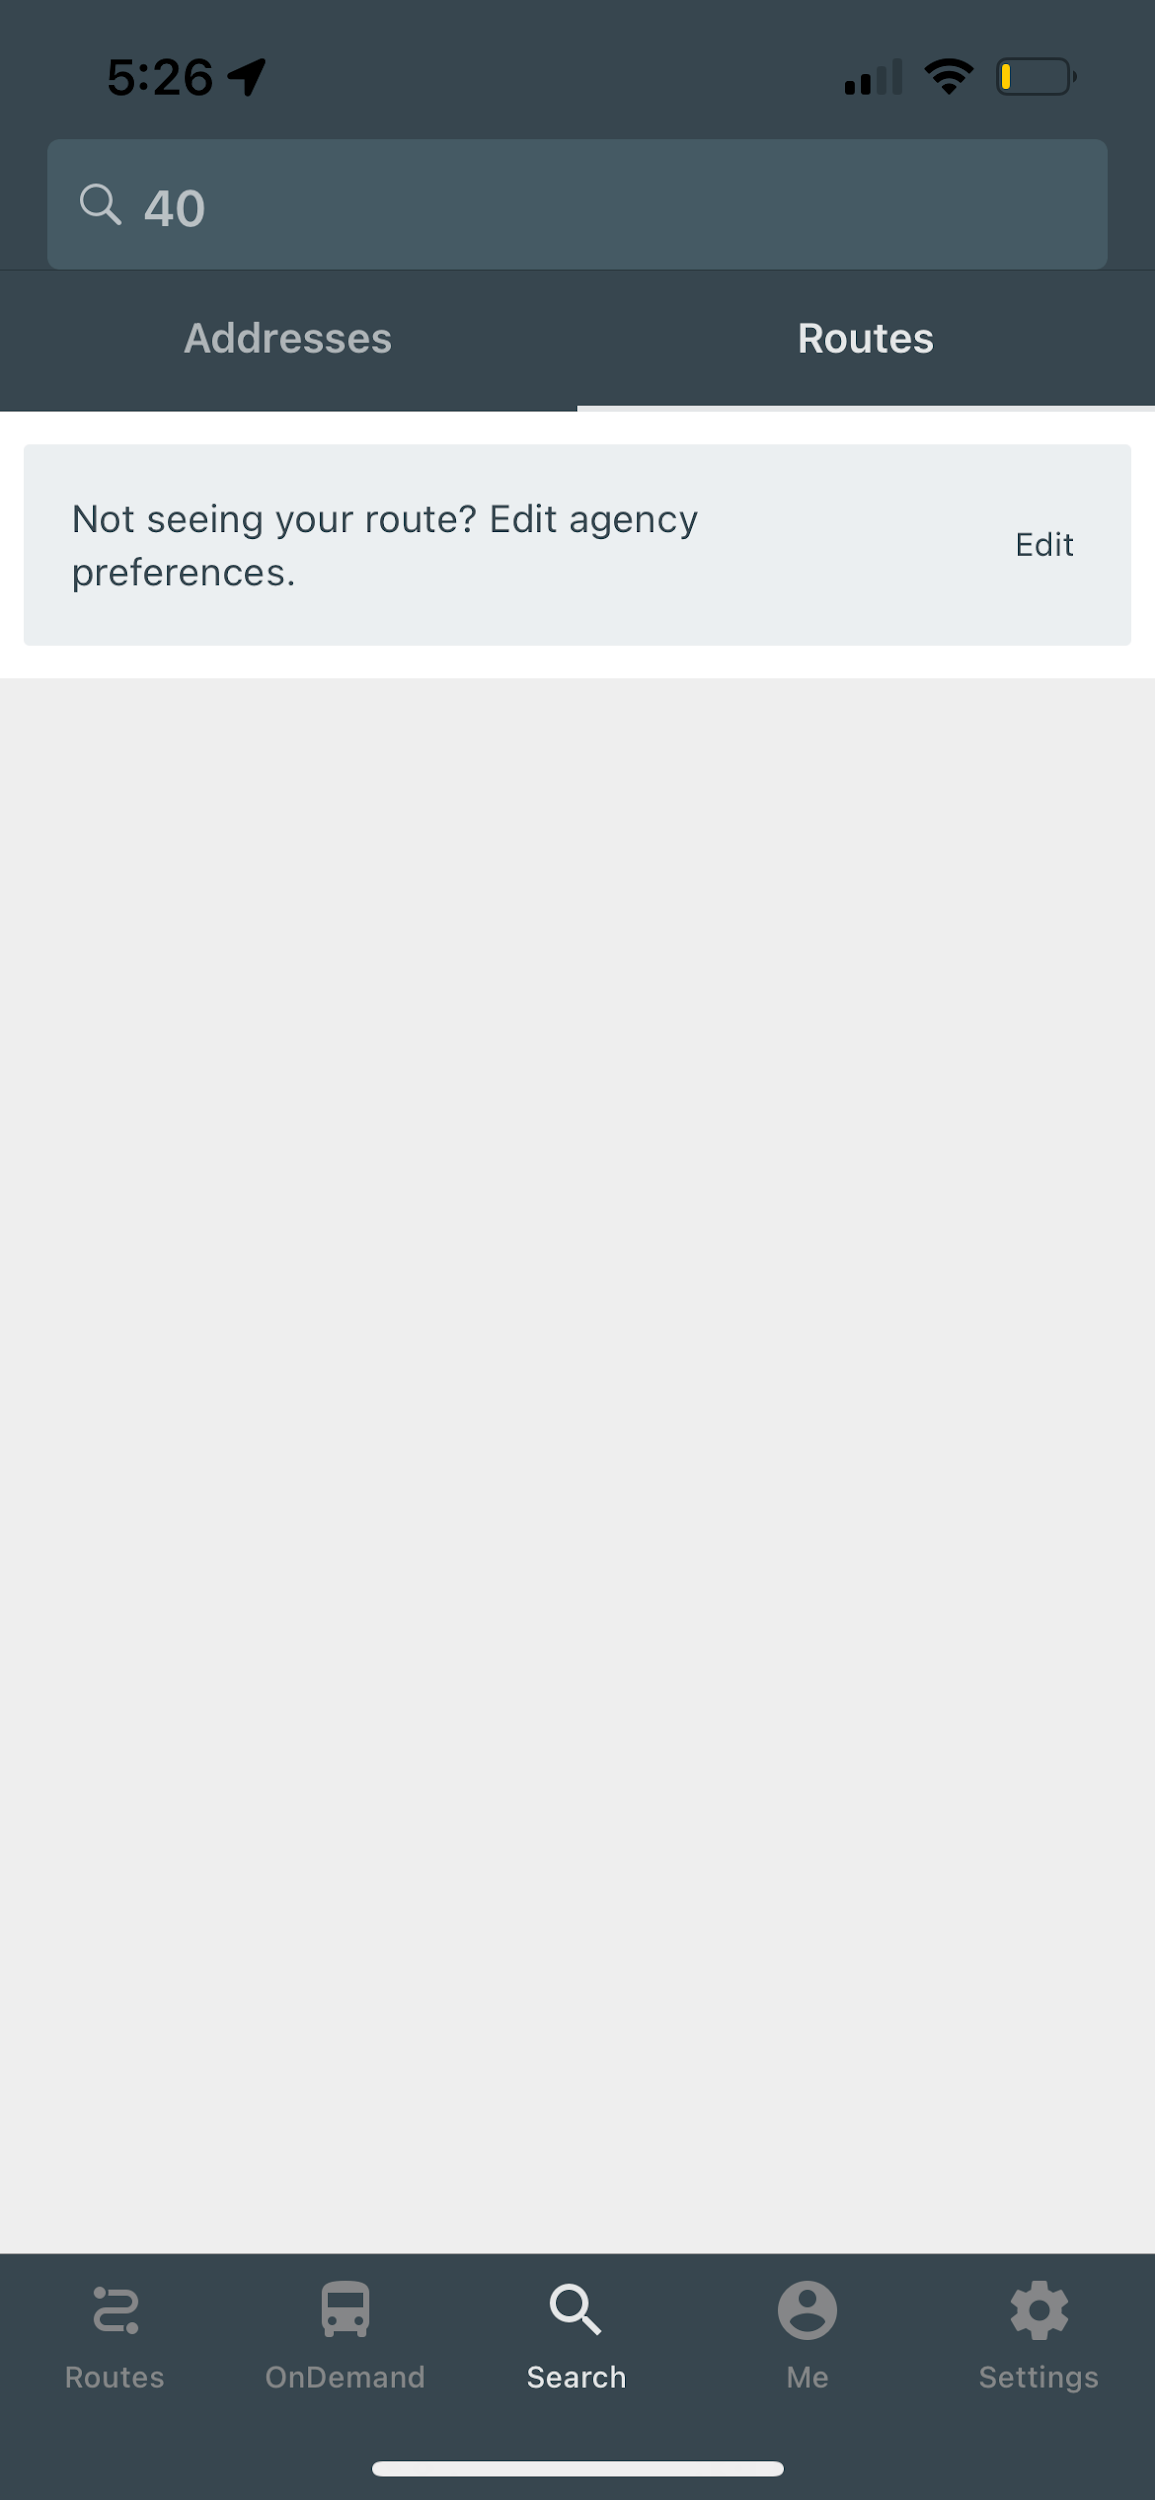 5:26
40
Addresses
Routes
Not seeing your route? Edit agency
preferences.
Edit
Routes
OnDemand
Search
Me
Settings